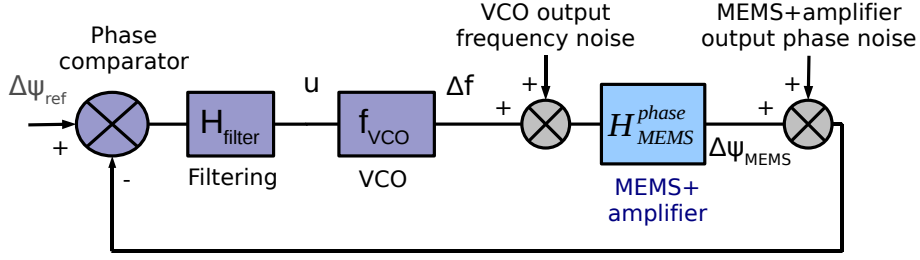 VCO output
frequency noise
MEMS+amplifier
output phase noise
Phase
comparator
Δψref
+
-
Hfilter
Filtering
u
fVCO
VCO
Δf
+
+
H phase MEMS
MEMS+
amplifier
ΔψMEMS
+
+